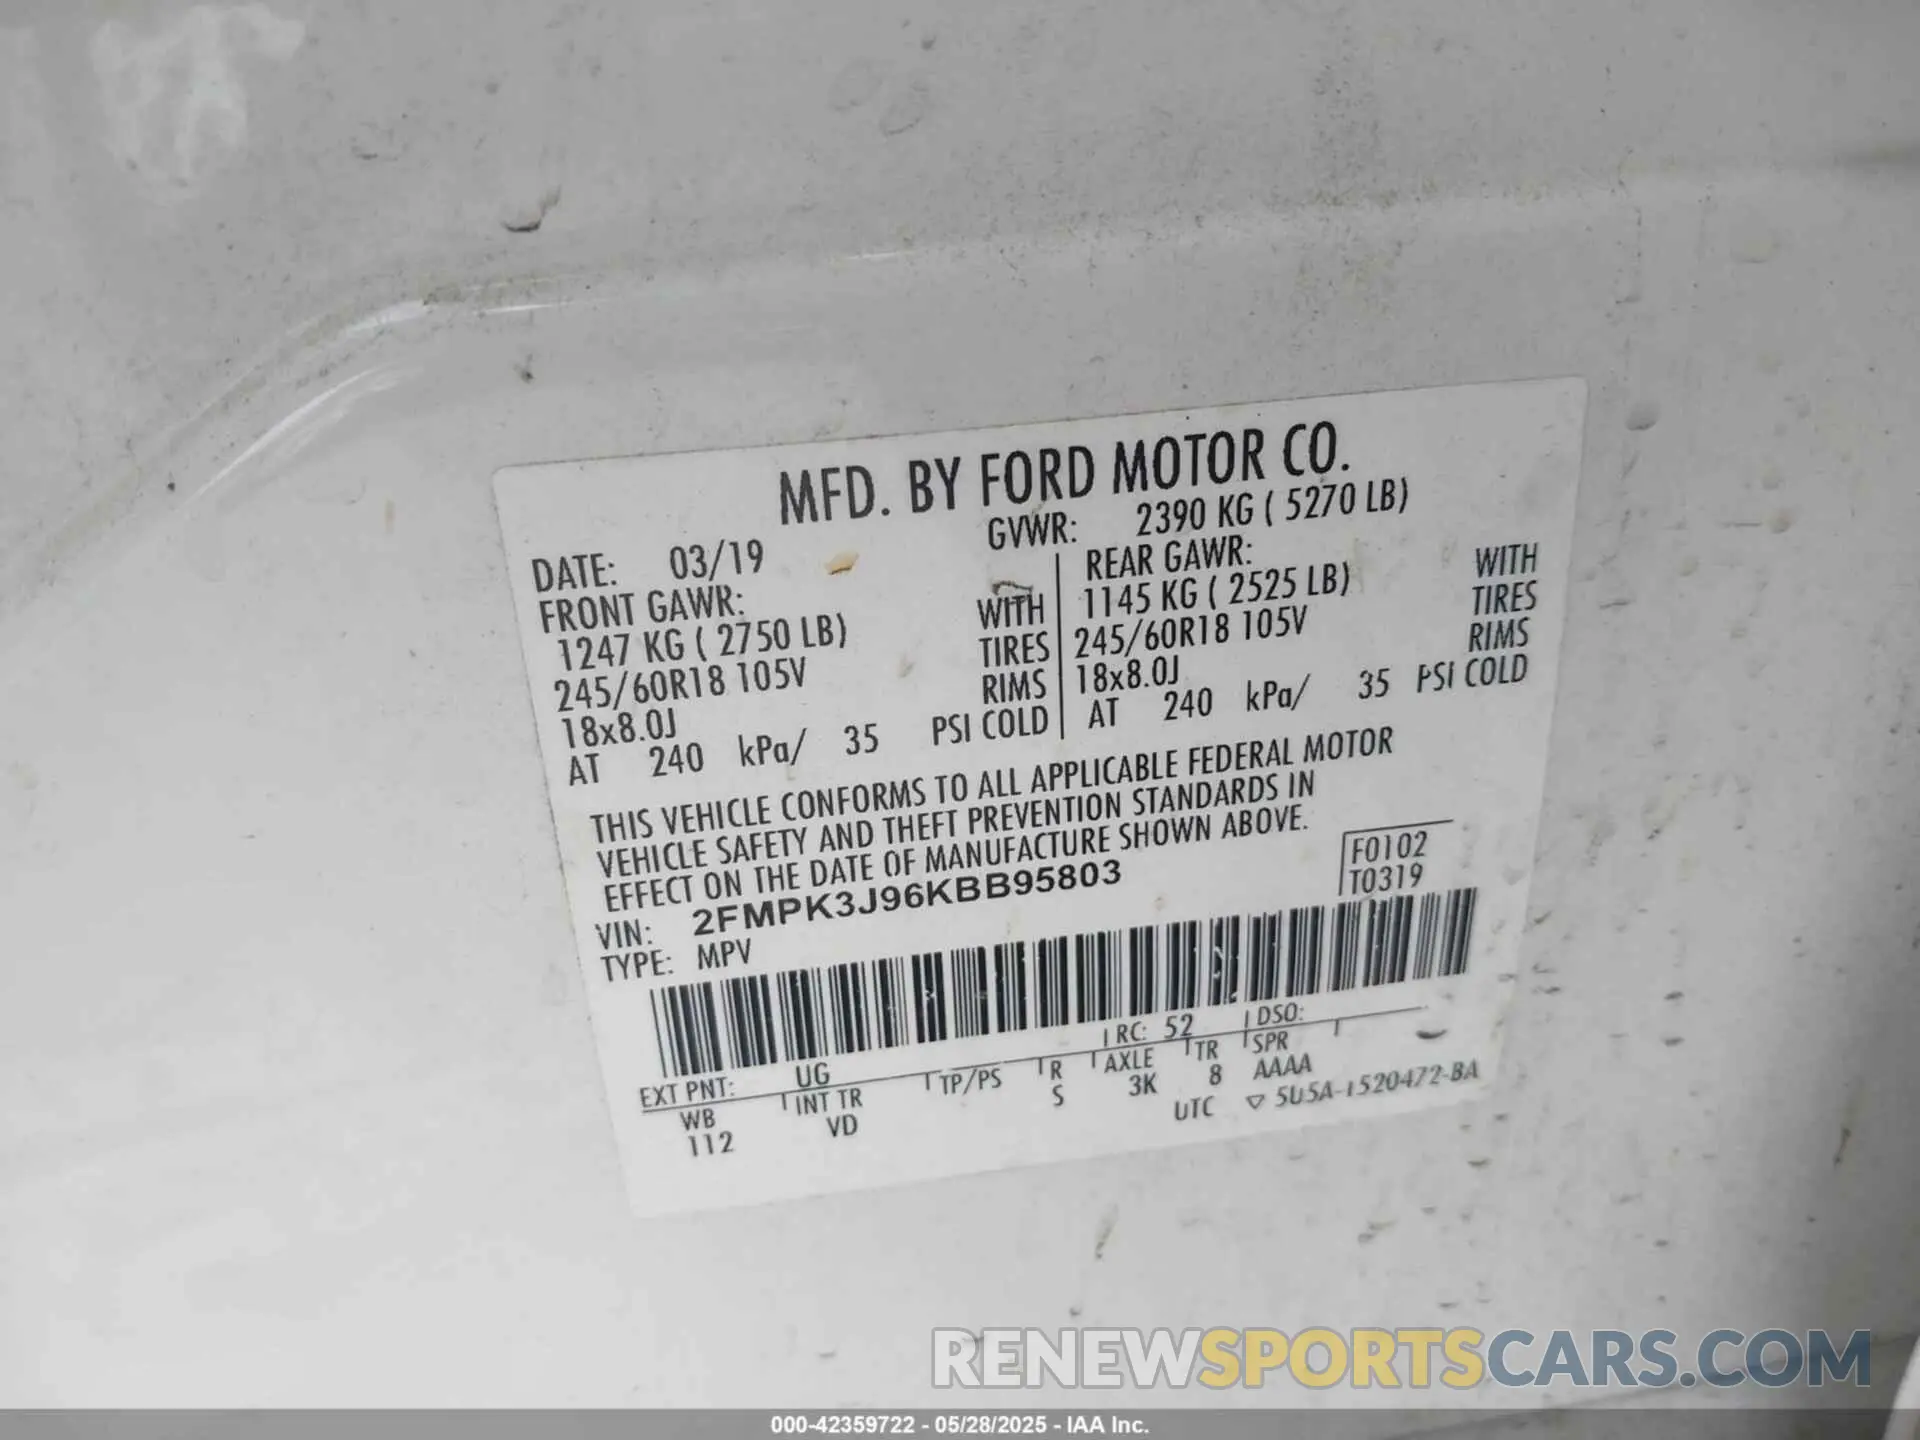 MFD. BY FORD MOTOR CO.
DATE: 03/19 GVWR: 2390 KG ( 5270 LB)
FRONT GAWR: REAR GAWR:
1247 KG ( 2750 LB) WITH 1145 KG ( 2525 LB) WITH
245/60R18 105V TIRES 245/60R18 105V TIRES
18x8.0J RIMS 18x8.0J RIMS
AT 240 kPa/ 35 PSI COLD AT 240 kPa/ 35 PSI COLD
THIS VEHICLE CONFORMS TO ALL APPLICABLE FEDERAL MOTOR
VEHICLE SAFETY AND THEFT PREVENTION STANDARDS IN
EFFECT ON THE DATE OF MANUFACTURE SHOWN ABOVE.
VIN: 2FMPK3J96KBB95803 F0102
TYPE: MPV T0319
EXT PNT: UG RC: 52 DSO:
WB INT TR TP/PS R AXLE TR SPR
112 VD S 3K 8 AAAA
UTC ▽ 5U5A-1520472-BA
RENEWSPORTSCARS.COM
000-42359722 - 05/28/2025 - IAA Inc.